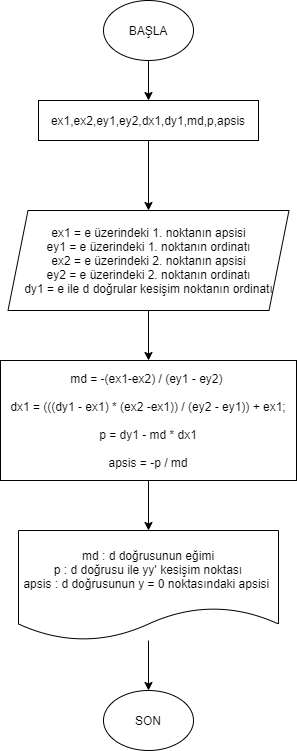 BAŞLA
ex1,ex2,ey1,ey2,dx1,dy1,md,p,apsis
ex1 = e üzerindeki 1. noktanın apsisi
ey1 = e üzerindeki 1. noktanın ordinatı
ex2 = e üzerindeki 2. noktanın apsisi
ey2 = e üzerindeki 2. noktanın ordinatı
dy1 = e ile d doğrular kesişim noktanın ordinatı
md = -(ex1-ex2) / (ey1 - ey2)
dx1 = (((dy1 - ex1) * (ex2 -ex1)) / (ey2 - ey1)) + ex1;
p = dy1 - md * dx1
apsis = -p / md
md : d doğrusunun eğimi
p : d doğrusu ile yy' kesişim noktası
apsis : d doğrusunun y = 0 noktasındaki apsisi
SON